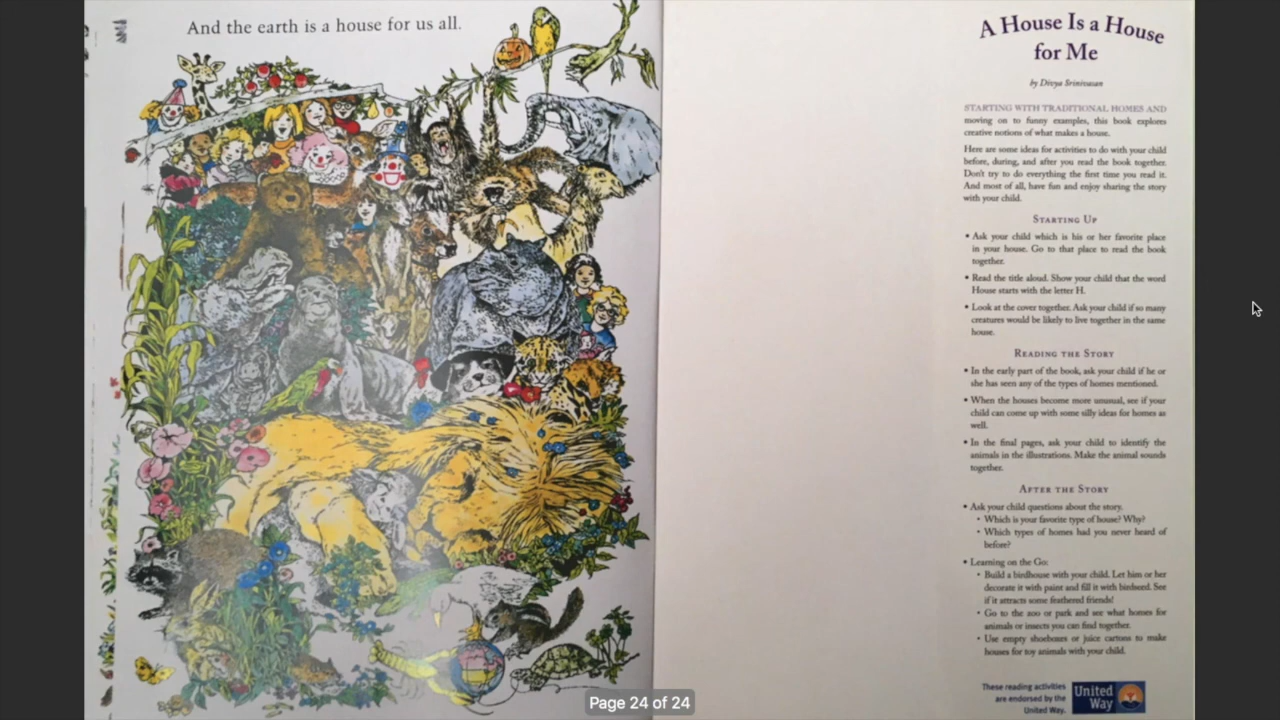 And the earth is a house for us all.
A House Is a House
for Me
by Divya Srinivasan
STARTING WITH TRADITIONAL HOMES AND
moving on to funny examples, this book explores
creative notions of what makes a house.
Here are some ideas for activities to do with your child
before, during, and after you read the book together.
Don't try to do everything the first time you read it.
And most of all, have fun and enjoy sharing the story
with your child.
STARTING UP
• Ask your child which is his or her favorite place
in your house. Go to that place to read the book
together.
• Read the title aloud. Show your child that the word
House starts with the letter H.
• Look at the cover together. Ask your child if so many
creatures would be likely to live together in the same
house.
READING THE STORY
• In the early part of the book, ask your child if he or
she has seen any of the types of homes mentioned.
• When the houses become more unusual, see if your
child can come up with some silly ideas for homes as
well.
• In the final pages, ask your child to identify the
animals in the illustrations. Make the animal sounds
together.
AFTER THE STORY
• Ask your child questions about the story.
• Which is your favorite type of house? Why?
• Which types of homes had you never heard of
before?
• Learning on the Go:
• Build a birdhouse with your child. Let him or her
decorate it with paint and fill it with birdseed. See
if it attracts some feathered friends!
• Go to the zoo or park and see what homes for
animals or insects you can find together.
• Use empty shoeboxes or juice cartons to make
houses for toy animals with your child.
These reading activities
are endorsed by the
United Way.
United
Way
Page 24 of 24